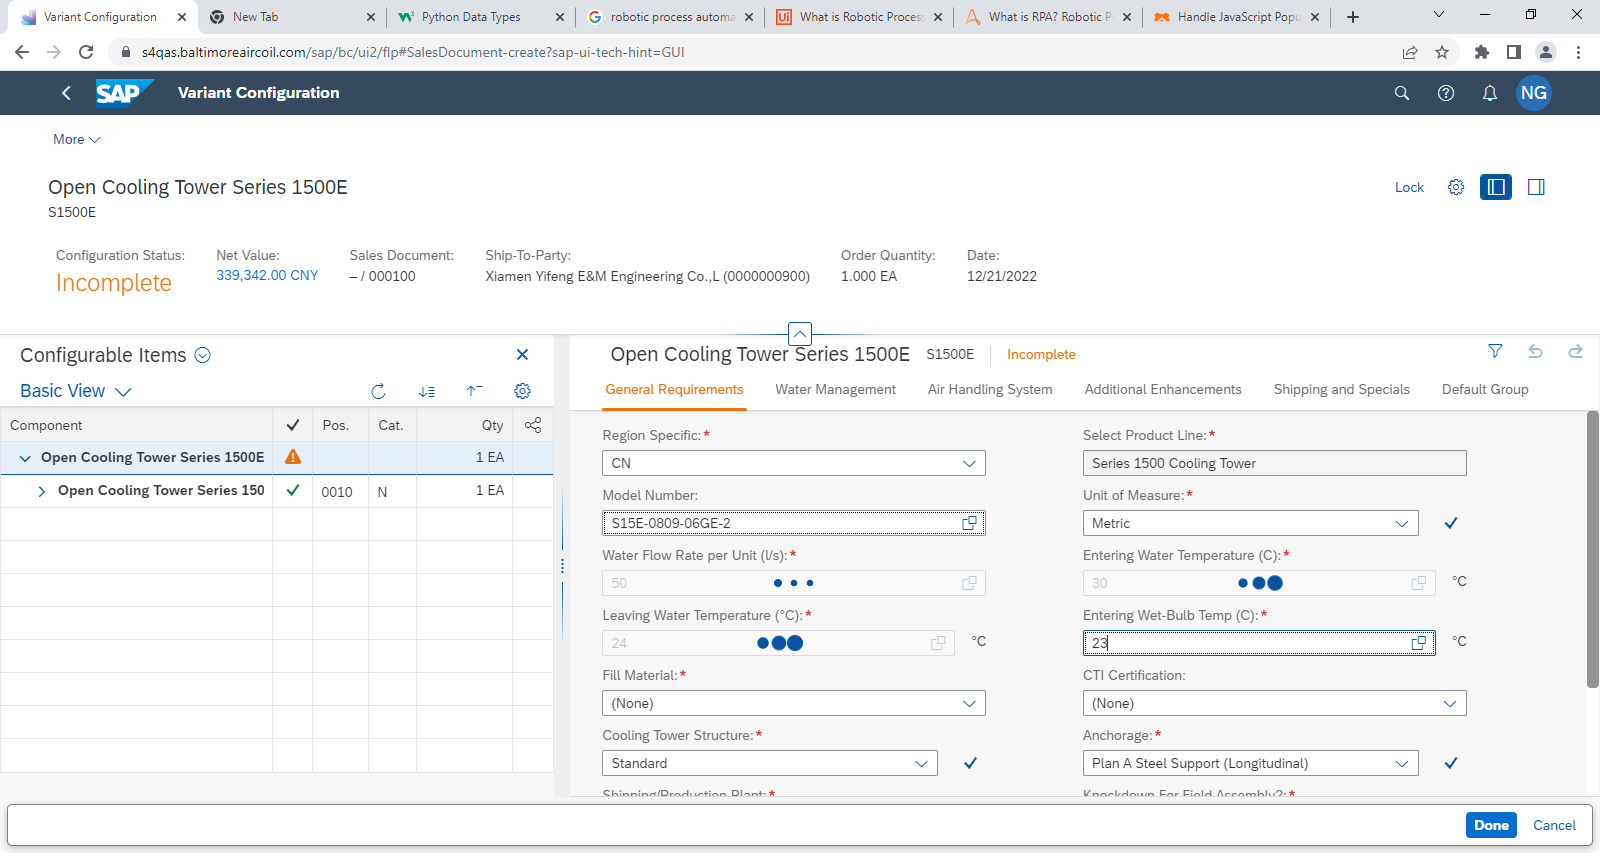 Variant Configuration
New Tab
Python Data Types
robotic process automa
What is Robotic Process
What is RPA? Robotic P
Handle JavaScript Popu
s4qas.baltimoreaircoil.com/sap/bc/ui2/flp#SalesDocument-create?sap-ui-tech-hint=GUI
SAP
Variant Configuration
NG
More
Open Cooling Tower Series 1500E
S1500E
Lock
Configuration Status:
Incomplete
Net Value:
339,342.00 CNY
Sales Document:
– / 000100
Ship-To-Party:
Xiamen Yifeng E&M Engineering Co.,L (0000000900)
Order Quantity:
1.000 EA
Date:
12/21/2022
Configurable Items
Basic View
Component
Pos.
Cat.
Qty
Open Cooling Tower Series 1500E
1 EA
Open Cooling Tower Series 150
0010
N
1 EA
Open Cooling Tower Series 1500E
S1500E
Incomplete
General Requirements
Water Management
Air Handling System
Additional Enhancements
Shipping and Specials
Default Group
Region Specific:*
CN
Select Product Line:*
Series 1500 Cooling Tower
Model Number:
S15E-0809-06GE-2
Unit of Measure:*
Metric
Water Flow Rate per Unit (l/s):*
50
Entering Water Temperature (C):*
30
°C
Leaving Water Temperature (°C):*
24
°C
Entering Wet-Bulb Temp (C):*
23
°C
Fill Material:*
(None)
CTI Certification:
(None)
Cooling Tower Structure:*
Standard
Anchorage:*
Plan A Steel Support (Longitudinal)
Shipping/Production Plant:*
Knockdown For Field Assembly?:*
Done
Cancel